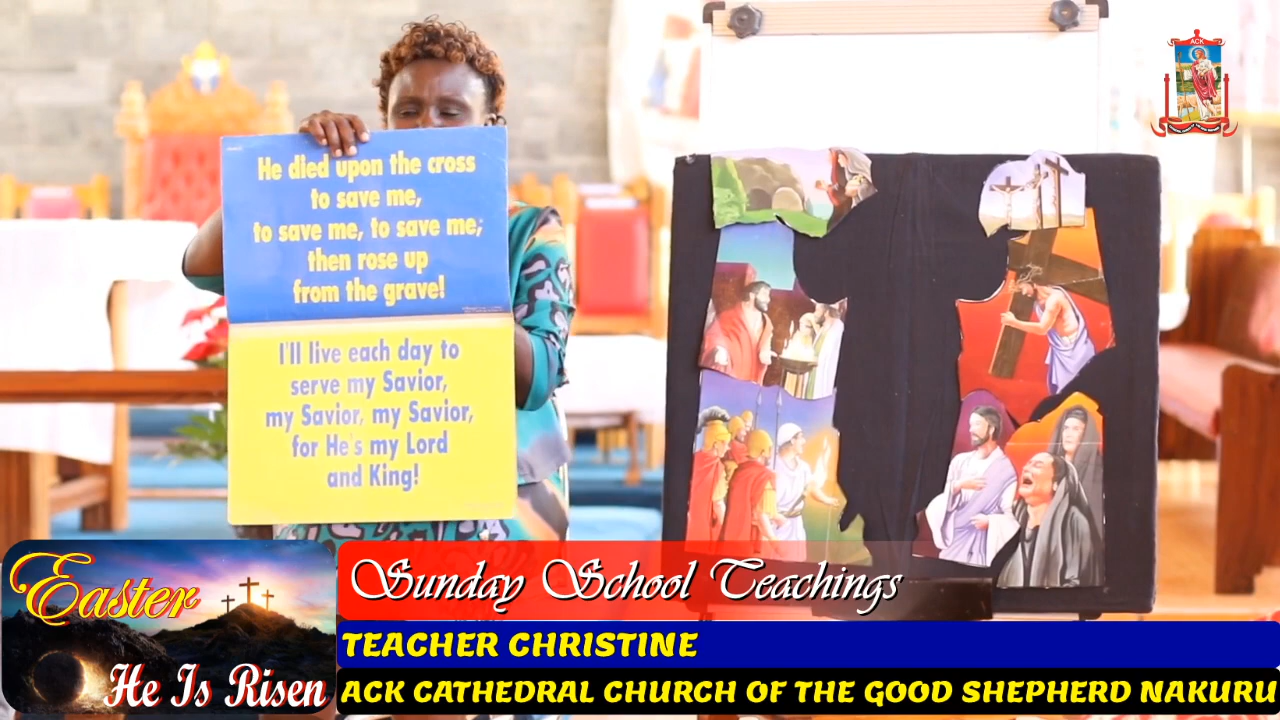 ACK
He died upon the cross
to save me,
to save me, to save me;
then rose up
from the grave!
I'll live each day to
serve my Savior,
my Savior, my Savior,
for He's my Lord
and King!
Easter
He Is Risen
Sunday School Teachings
TEACHER CHRISTINE
ACK CATHEDRAL CHURCH OF THE GOOD SHEPHERD NAKURU